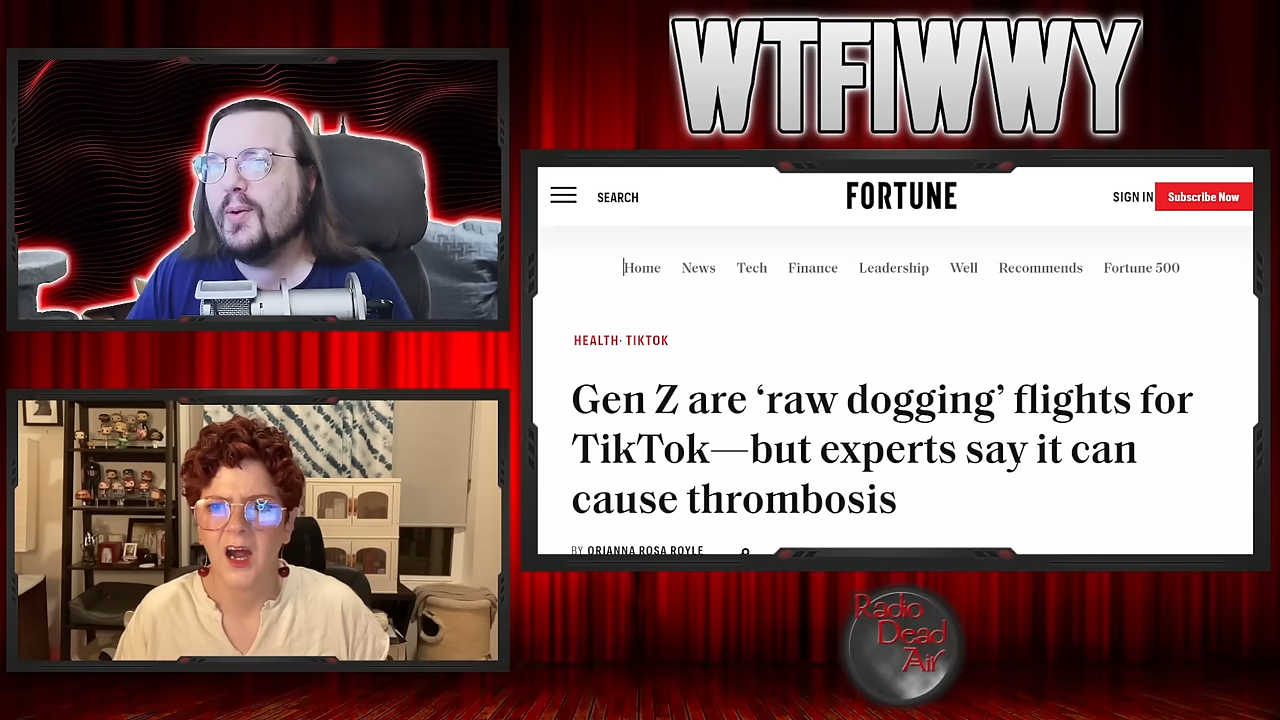 WTFIWWY
SEARCH
FORTUNE
SIGN IN
Subscribe Now
Home News Tech Finance Leadership Well Recommends Fortune 500
HEALTH· TIKTOK
Gen Z are ‘raw dogging’ flights for
TikTok—but experts say it can
cause thrombosis
BY ORIANNA ROSA ROYLE
Radio
Dead
Air